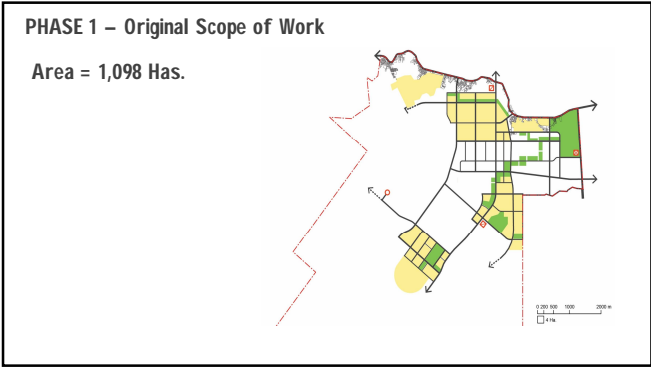 PHASE 1 – Original Scope of Work
Area = 1,098 Has.
0 200 500 1000 2000 m
4 Ha.